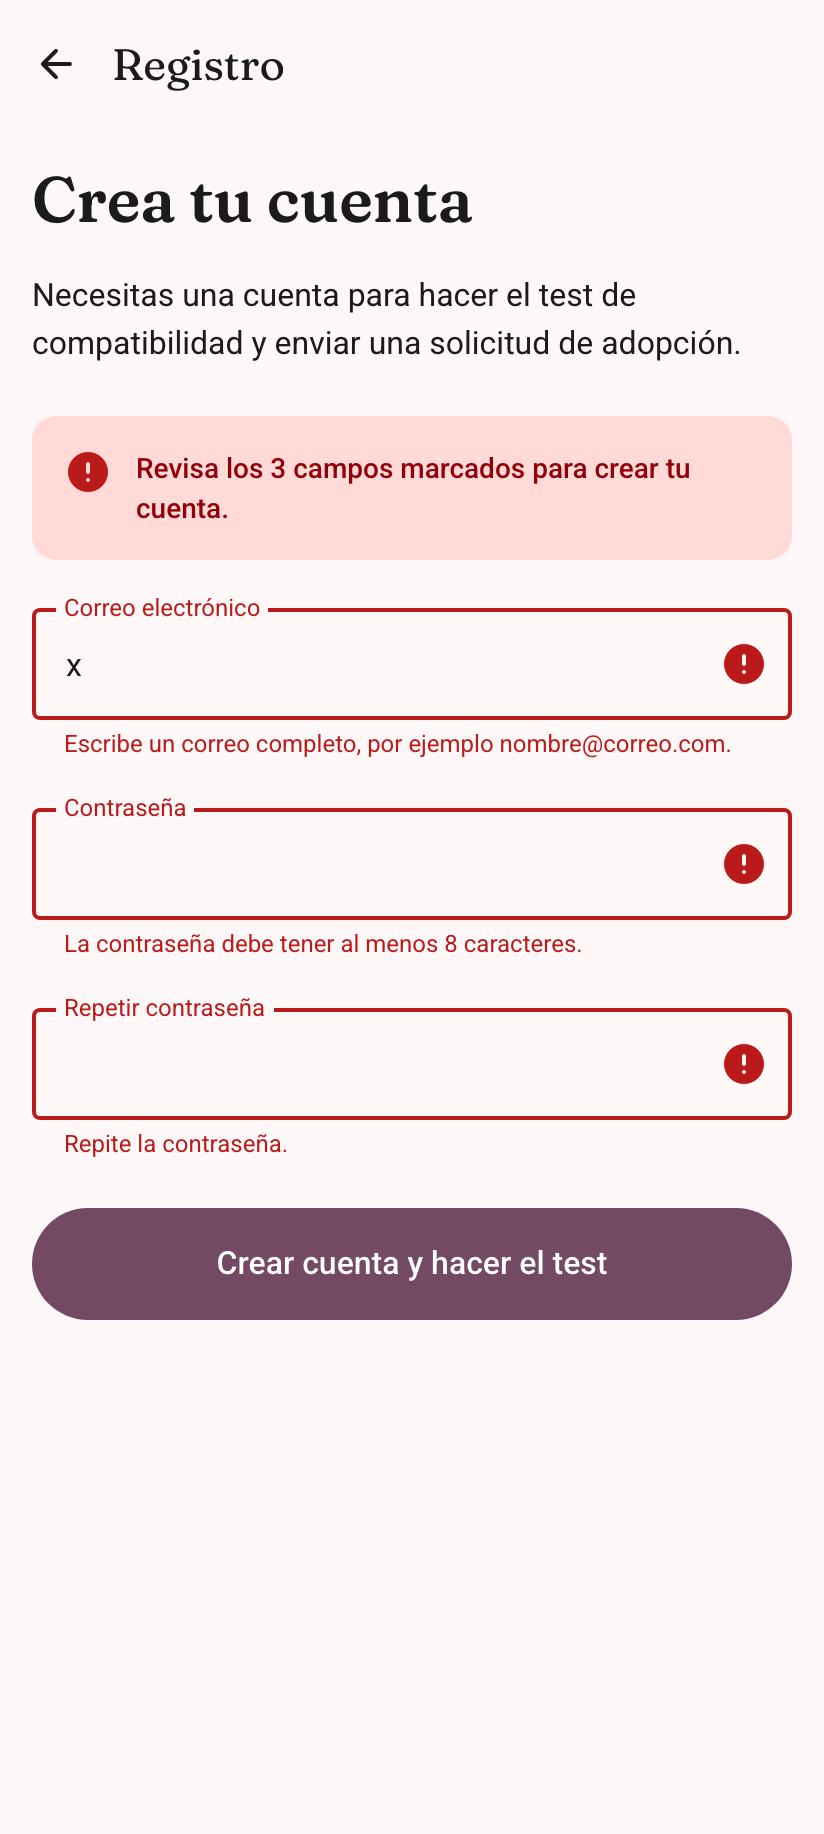 Registro
Crea tu cuenta
Necesitas una cuenta para hacer el test de
compatibilidad y enviar una solicitud de adopción.
Revisa los 3 campos marcados para crear tu
cuenta.
Correo electrónico
x
Escribe un correo completo, por ejemplo nombre@correo.com.
Contraseña
La contraseña debe tener al menos 8 caracteres.
Repetir contraseña
Repite la contraseña.
Crear cuenta y hacer el test